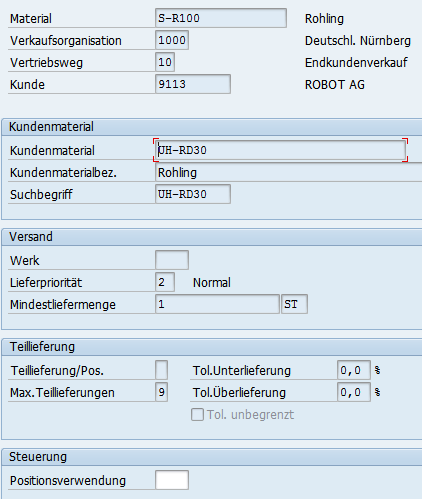 Material S-R100 Rohling
Verkaufsorganisation 1000 Deutschl. Nürnberg
Vertriebsweg 10 Endkundenverkauf
Kunde 9113 ROBOT AG
Kundenmaterial
Kundenmaterial UH-RD30
Kundenmaterialbez. Rohling
Suchbegriff UH-RD30
Versand
Werk
Lieferpriorität 2 Normal
Mindestliefermenge 1 ST
Teillieferung
Teillieferung/Pos. Tol.Unterlieferung 0,0 %
Max.Teillieferungen 9 Tol.Überlieferung 0,0 %
Tol. unbegrenzt
Steuerung
Positionsverwendung